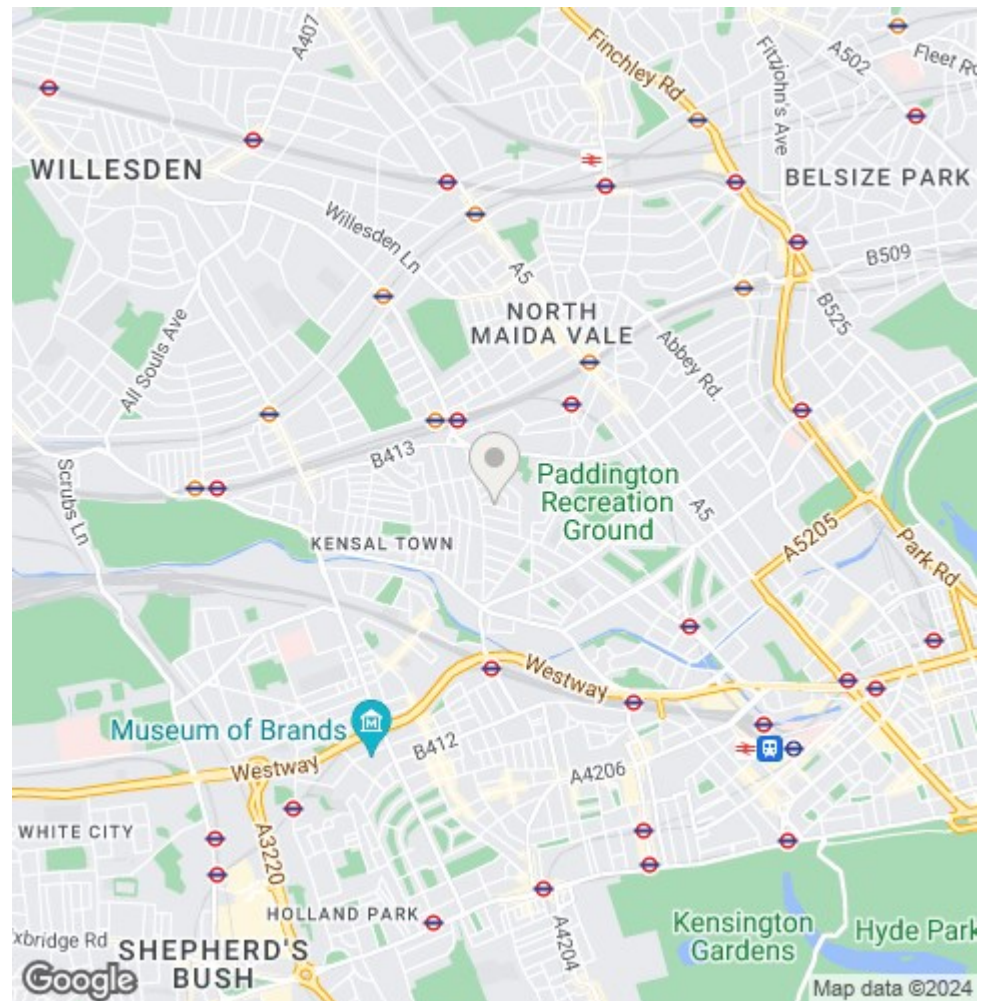 A407
Finchley Rd
Fitzjohn's Ave
A502
Fleet Ro
WILLESDEN
BELSIZE PARK
Willesden Ln
A5
B509
NORTH
MAIDA VALE
B525
All Souls Ave
Abbey Rd.
B413
Scrubs Ln
Paddington
Recreation
Ground
A5
KENSAL TOWN
A5205
Park Rd
Westway
Museum of Brands
B412
Westway
A4206
WHITE CITY
A3220
HOLLAND PARK
A4204
Kensington
Gardens
Hyde Park
xbridge Rd
SHEPHERD'S
BUSH
Google
Map data ©2024